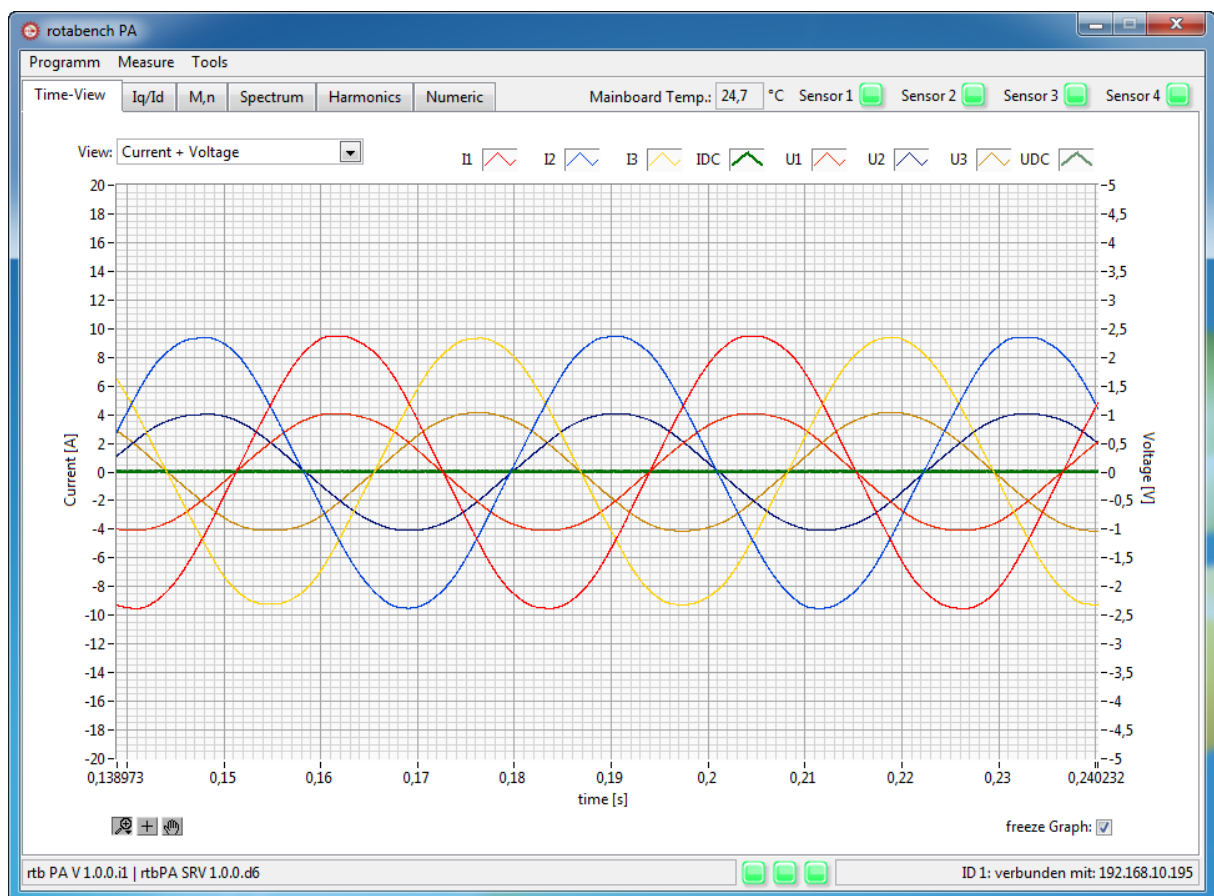 rotabench PA
Programm Measure Tools
Time-View Iq/Id M,n Spectrum Harmonics Numeric Mainboard Temp.: 24,7 °C Sensor 1 Sensor 2 Sensor 3 Sensor 4
View: Current + Voltage I1 I2 I3 IDC U1 U2 U3 UDC
20 5
18 4,5
16 4
14 3,5
12 3
10 2,5
8 2
6 1,5
4 1
2 0,5
0 0
-2 -0,5
-4 -1
-6 -1,5
-8 -2
-10 -2,5
-12 -3
-14 -3,5
-16 -4
-18 -4,5
-20 -5
Current [A]
Voltage [V]
0,138973 0,15 0,16 0,17 0,18 0,19 0,2 0,21 0,22 0,23 0,240232
time [s]
freeze Graph:
rtb PA V 1.0.0.i1 | rtbPA SRV 1.0.0.d6 ID 1: verbunden mit: 192.168.10.195